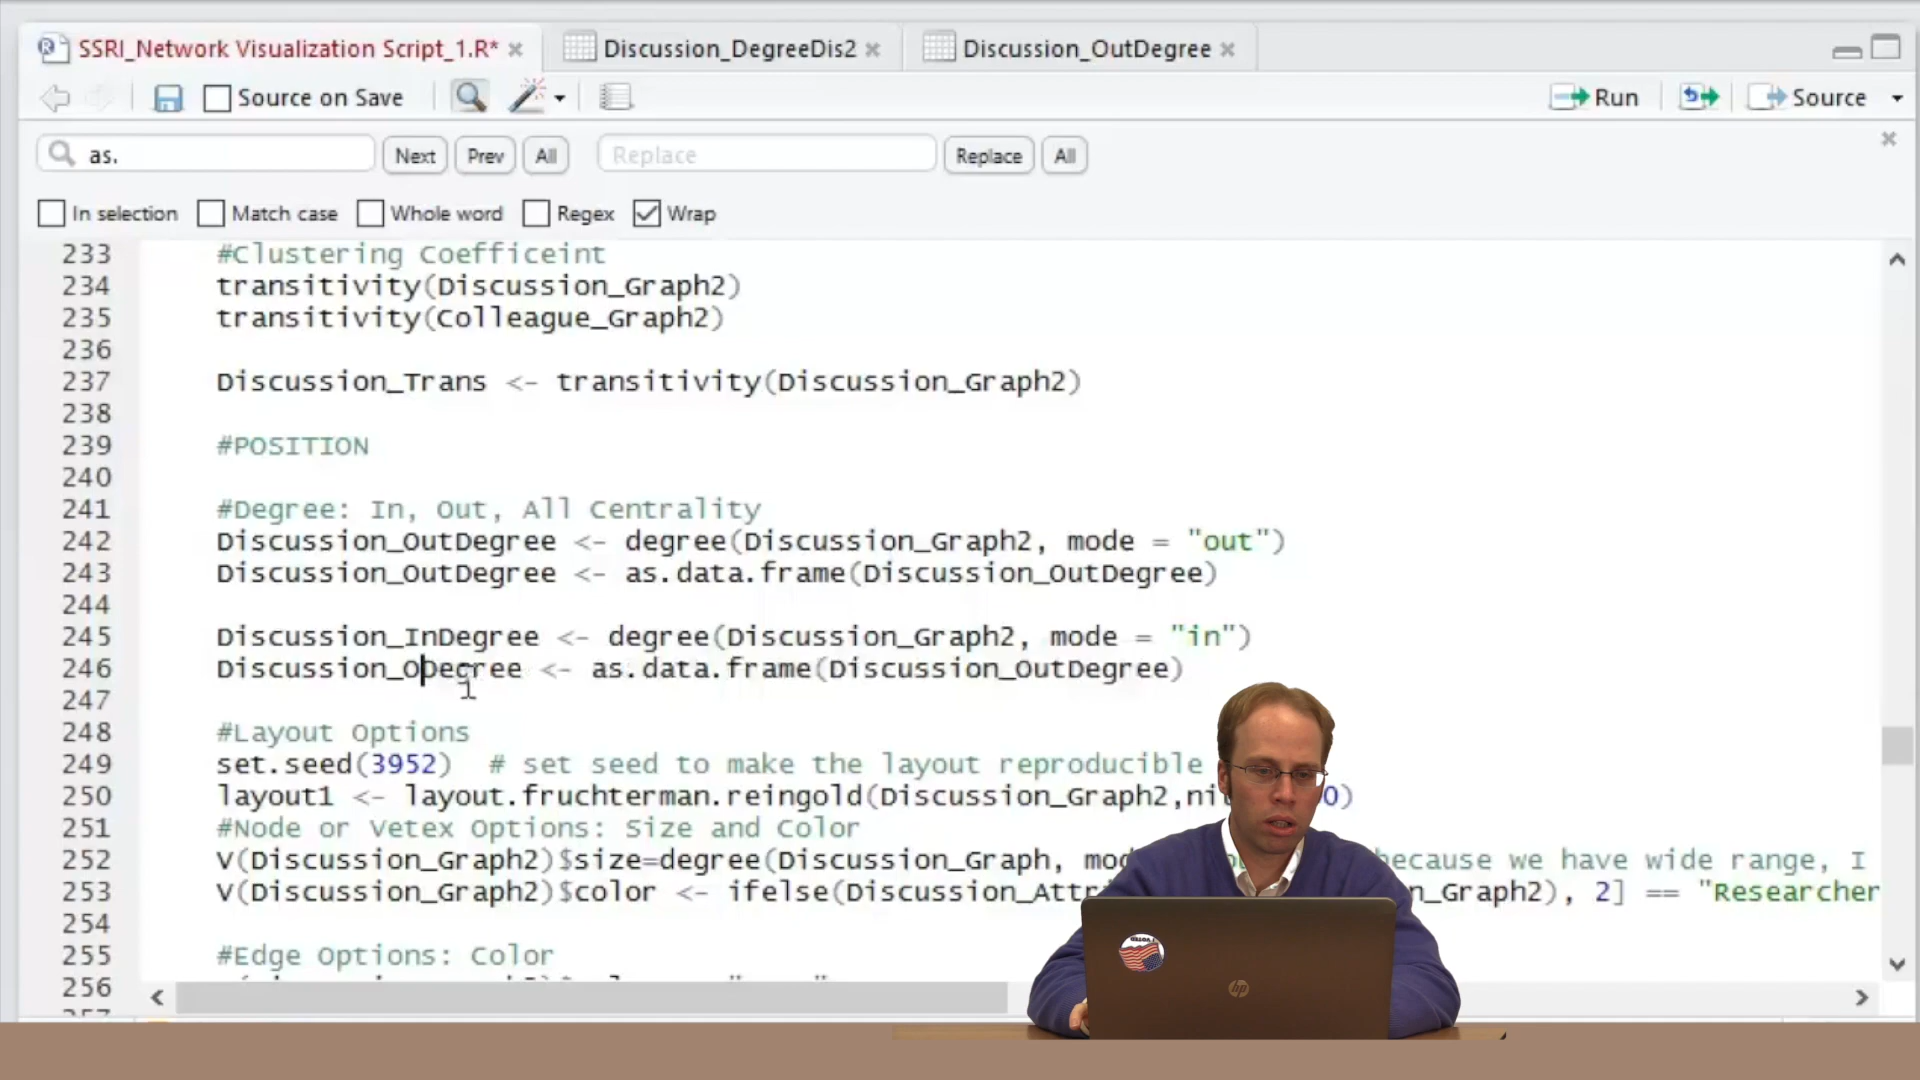 SSRI_Network Visualization Script_1.R* Discussion_DegreeDis2 Discussion_OutDegree
Source on Save Run Source
as. Next Prev All Replace Replace All
In selection Match case Whole word Regex Wrap
233 #Clustering Coefficeint
234 transitivity(Discussion_Graph2)
235 transitivity(Colleague_Graph2)
236
237 Discussion_Trans <- transitivity(Discussion_Graph2)
238
239 #POSITION
240
241 #Degree: In, Out, All Centrality
242 Discussion_OutDegree <- degree(Discussion_Graph2, mode = "out")
243 Discussion_OutDegree <- as.data.frame(Discussion_OutDegree)
244
245 Discussion_InDegree <- degree(Discussion_Graph2, mode = "in")
246 Discussion_ODegree <- as.data.frame(Discussion_OutDegree)
247
248 #Layout Options
249 set.seed(3952) # set seed to make the layout reproducible
250 layout1 <- layout.fruchterman.reingold(Discussion_Graph2, 0)
251 #Node or Vetex Options: Size and Color
252 V(Discussion_Graph2)$size=degree(Discussion_Graph, because we have wide range, I
253 V(Discussion_Graph2)$color <- ifelse( n_Graph2), 2] == "Researcher
254
255 #Edge Options: Color
256
hp